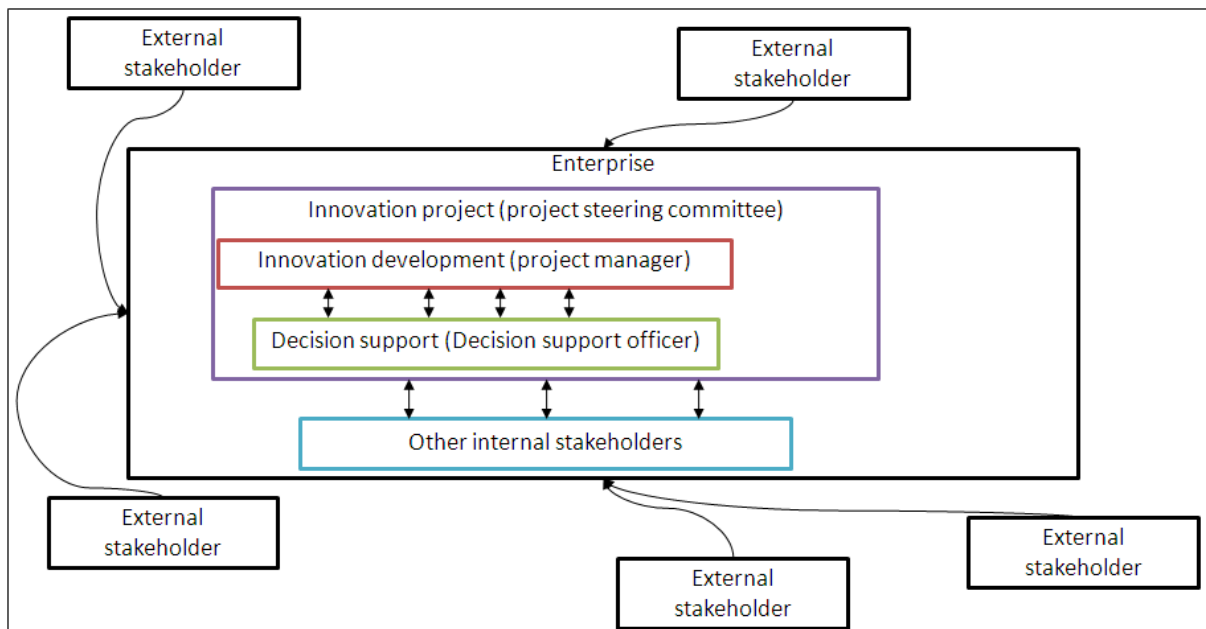 External
stakeholder
External
stakeholder
Enterprise
Innovation project (project steering committee)
Innovation development (project manager)
Decision support (Decision support officer)
Other internal stakeholders
External
stakeholder
External
stakeholder
External
stakeholder